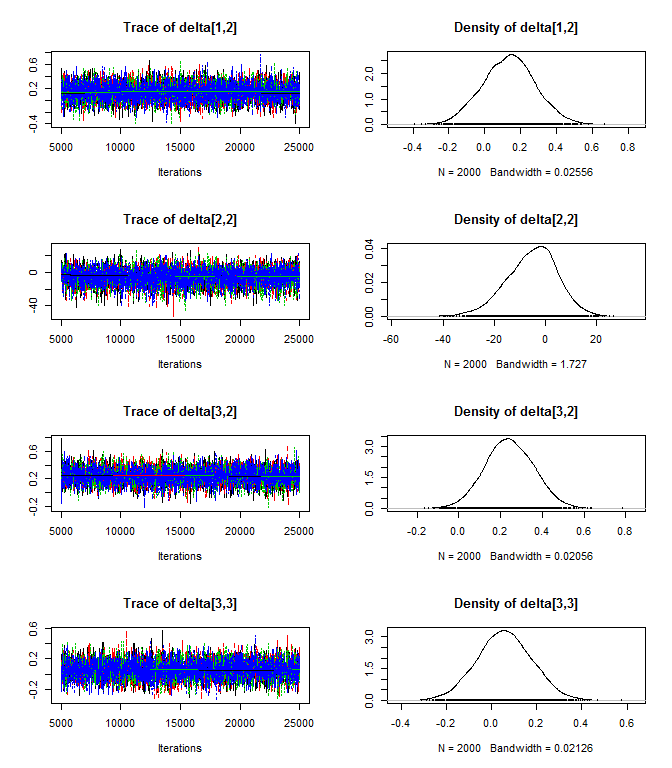 Trace of delta[1,2]
0.6
0.2
-0.4
5000 10000 15000 20000 25000
Iterations
Density of delta[1,2]
2.0
1.0
0.0
-0.4 -0.2 0.0 0.2 0.4 0.6 0.8
N = 2000 Bandwidth = 0.02556
Trace of delta[2,2]
0
-40
5000 10000 15000 20000 25000
Iterations
Density of delta[2,2]
0.04
0.02
0.00
-60 -40 -20 0 20
N = 2000 Bandwidth = 1.727
Trace of delta[3,2]
0.6
0.2
-0.2
5000 10000 15000 20000 25000
Iterations
Density of delta[3,2]
3.0
1.5
0.0
-0.2 0.0 0.2 0.4 0.6 0.8
N = 2000 Bandwidth = 0.02056
Trace of delta[3,3]
0.6
0.2
-0.2
5000 10000 15000 20000 25000
Iterations
Density of delta[3,3]
3.0
1.5
0.0
-0.4 -0.2 0.0 0.2 0.4 0.6
N = 2000 Bandwidth = 0.02126